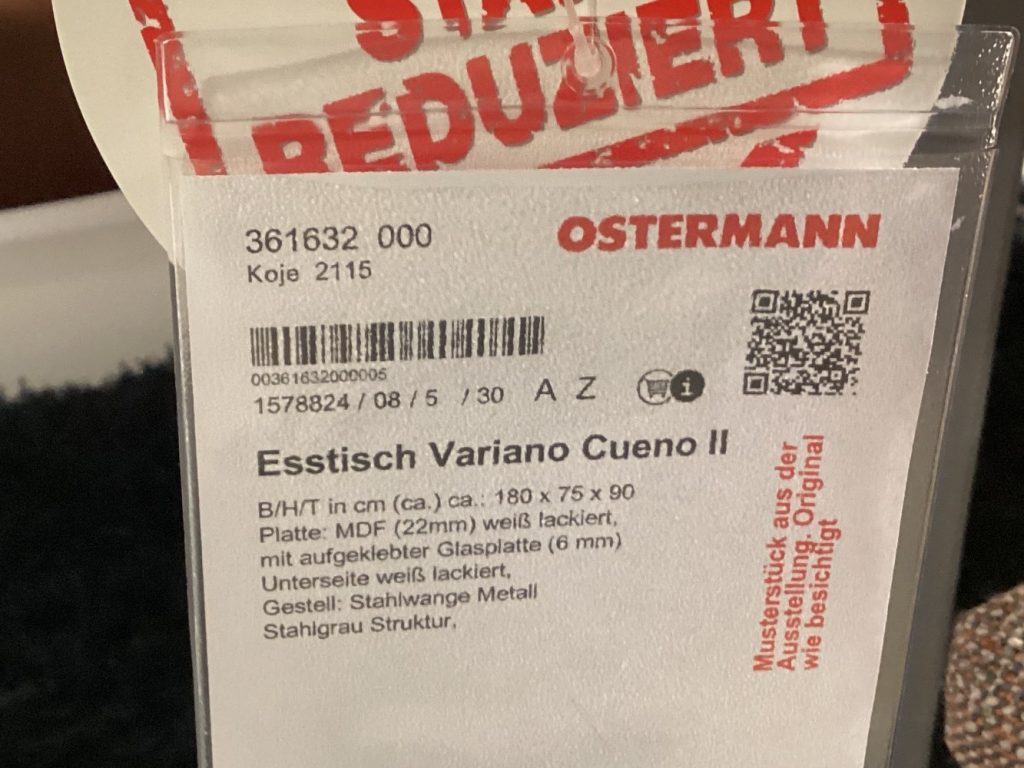 REDUZIERT
361632 000
OSTERMANN
Koje 2115
00361632000005
1578824 / 08 / 5 / 30 A Z
i
Esstisch Variano Cueno II
B/H/T in cm (ca.) ca.: 180 x 75 x 90
Platte: MDF (22mm) weiß lackiert,
mit aufgeklebter Glasplatte (6 mm)
Unterseite weiß lackiert,
Gestell: Stahlwange Metall
Stahlgrau Struktur,
Musterstück aus der
Ausstellung. Original
wie besichtigt